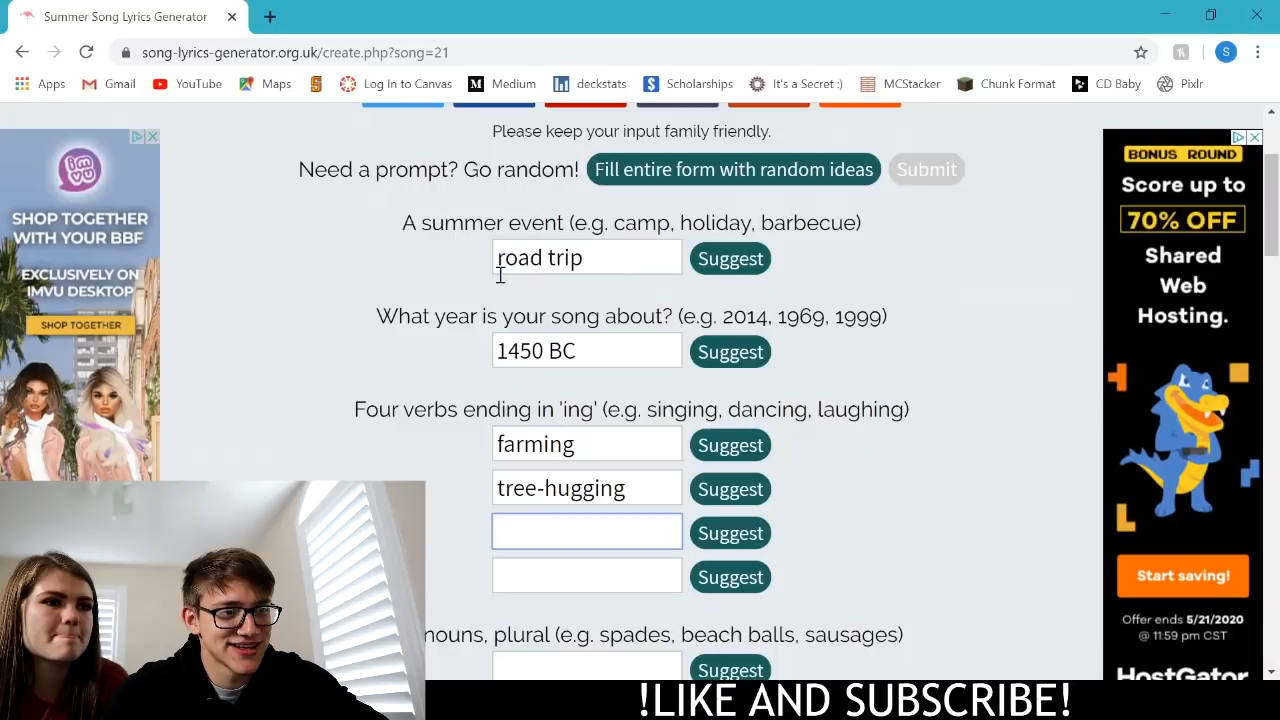 Summer Song Lyrics Generator
song-lyrics-generator.org.uk/create.php?song=21
S
Apps
Gmail
YouTube
Maps
Log In to Canvas
Medium
deckstats
Scholarships
It's a Secret :)
MCStacker
Chunk Format
CD Baby
Pixlr
Please keep your input family friendly.
Need a prompt? Go random!
Fill entire form with random ideas
Submit
A summer event (e.g. camp, holiday, barbecue)
road trip
Suggest
What year is your song about? (e.g. 2014, 1969, 1999)
1450 BC
Suggest
Four verbs ending in 'ing' (e.g. singing, dancing, laughing)
farming
Suggest
tree-hugging
Suggest
Suggest
Suggest
nouns, plural (e.g. spades, beach balls, sausages)
Suggest
imvu
SHOP TOGETHER
WITH YOUR BBF
EXCLUSIVELY ON
IMVU DESKTOP
SHOP TOGETHER
BONUS ROUND
Score up to
70% OFF
Shared
Web
Hosting.
Start saving!
Offer ends 5/21/2020
@ 11:59 pm CST
HostGator
!LIKE AND SUBSCRIBE!